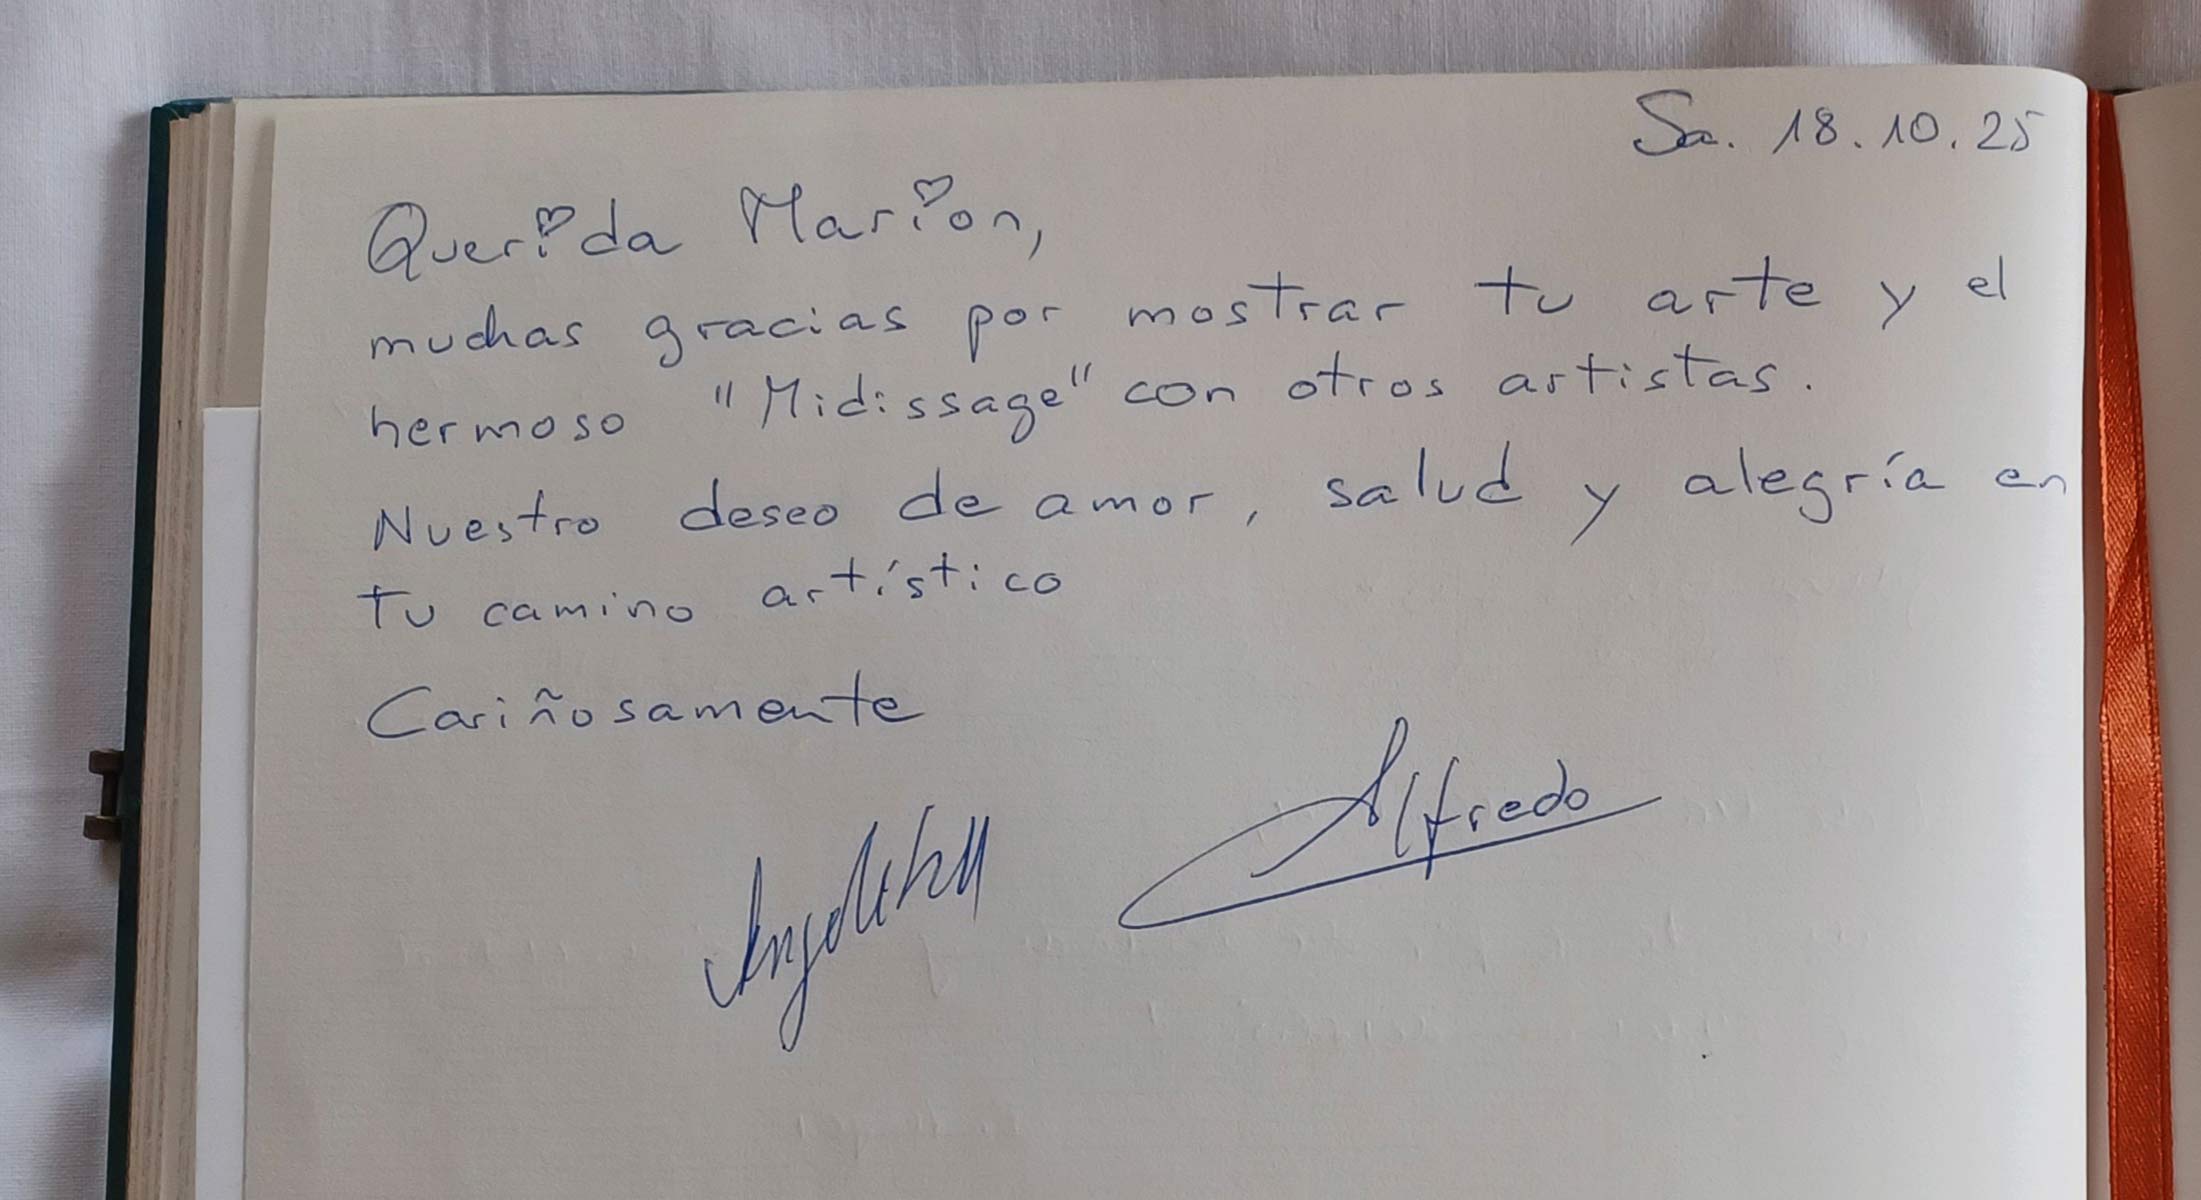 Sa. 18.10.25
Querida Marion,
muchas gracias por mostrar tu arte y el
hermoso "Midissage" con otros artistas.
Nuestro deseo de amor, salud y alegría en
tu camino artístico
Cariñosamente
Alfredo